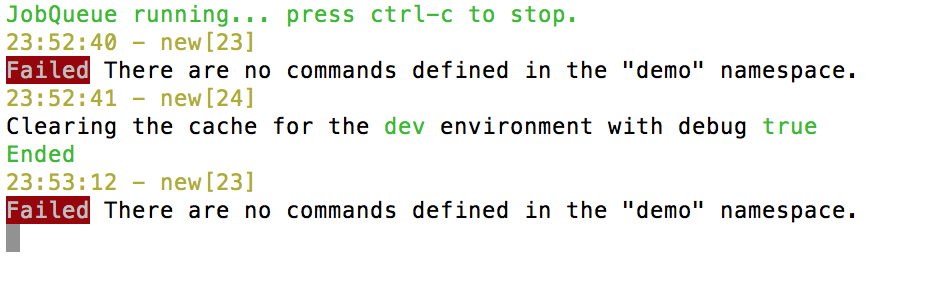 JobQueue running... press ctrl-c to stop.
23:52:40 - new[23]
Failed There are no commands defined in the "demo" namespace.
23:52:41 - new[24]
Clearing the cache for the dev environment with debug true
Ended
23:53:12 - new[23]
Failed There are no commands defined in the "demo" namespace.